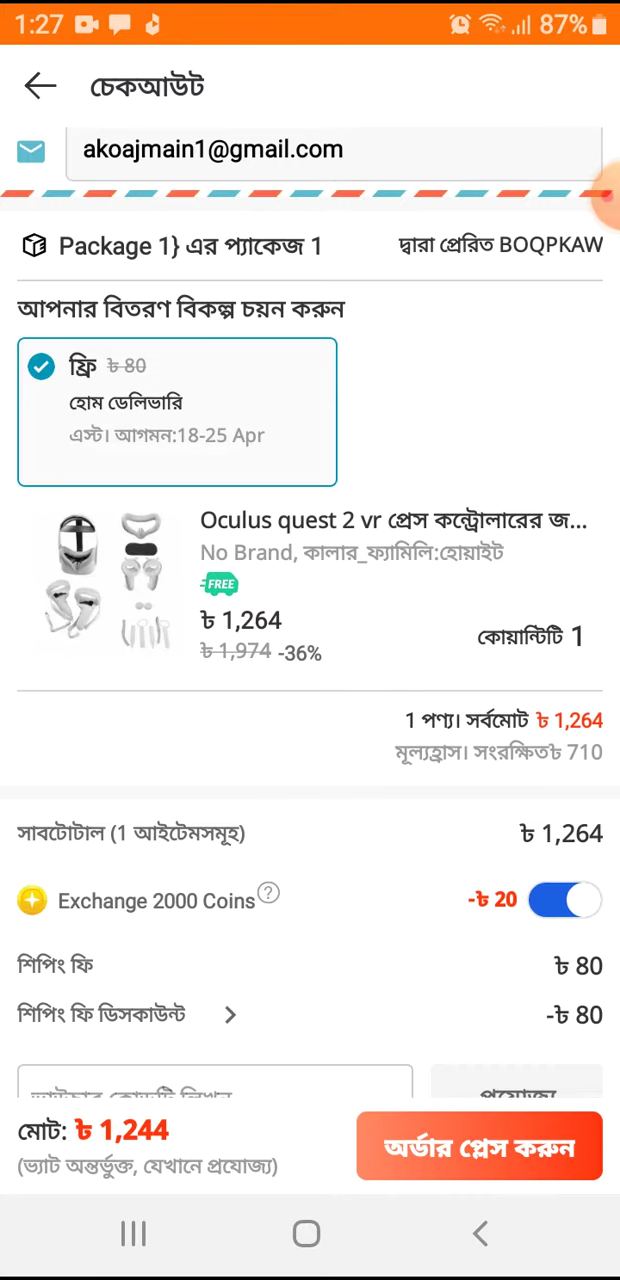 1:27 87%
চেকআউট
akoajmain1@gmail.com
Package 1} এর প্যাকেজ 1 দ্বারা প্রেরিত BOQPKAW
আপনার বিতরণ বিকল্প চয়ন করুন
ফ্রি ৳ 80
হোম ডেলিভারি
এস্ট। আগমন:18-25 Apr
Oculus quest 2 vr প্রেস কন্ট্রোলারের জ...
No Brand, কালার_ফ্যামিলি:হোয়াইট
FREE
৳ 1,264
৳ 1,974 -36%
কোয়ান্টিটি 1
1 পণ্য। সর্বমোট ৳ 1,264
মূল্যহ্রাস। সংরক্ষিত৳ 710
সাবটোটাল (1 আইটেমসমূহ) ৳ 1,264
Exchange 2000 Coins ? -৳ 20
শিপিং ফি ৳ 80
শিপিং ফি ডিসকাউন্ট -৳ 80
মোট: ৳ 1,244
(ভ্যাট অন্তর্ভুক্ত, যেখানে প্রযোজ্য)
অর্ডার প্লেস করুন